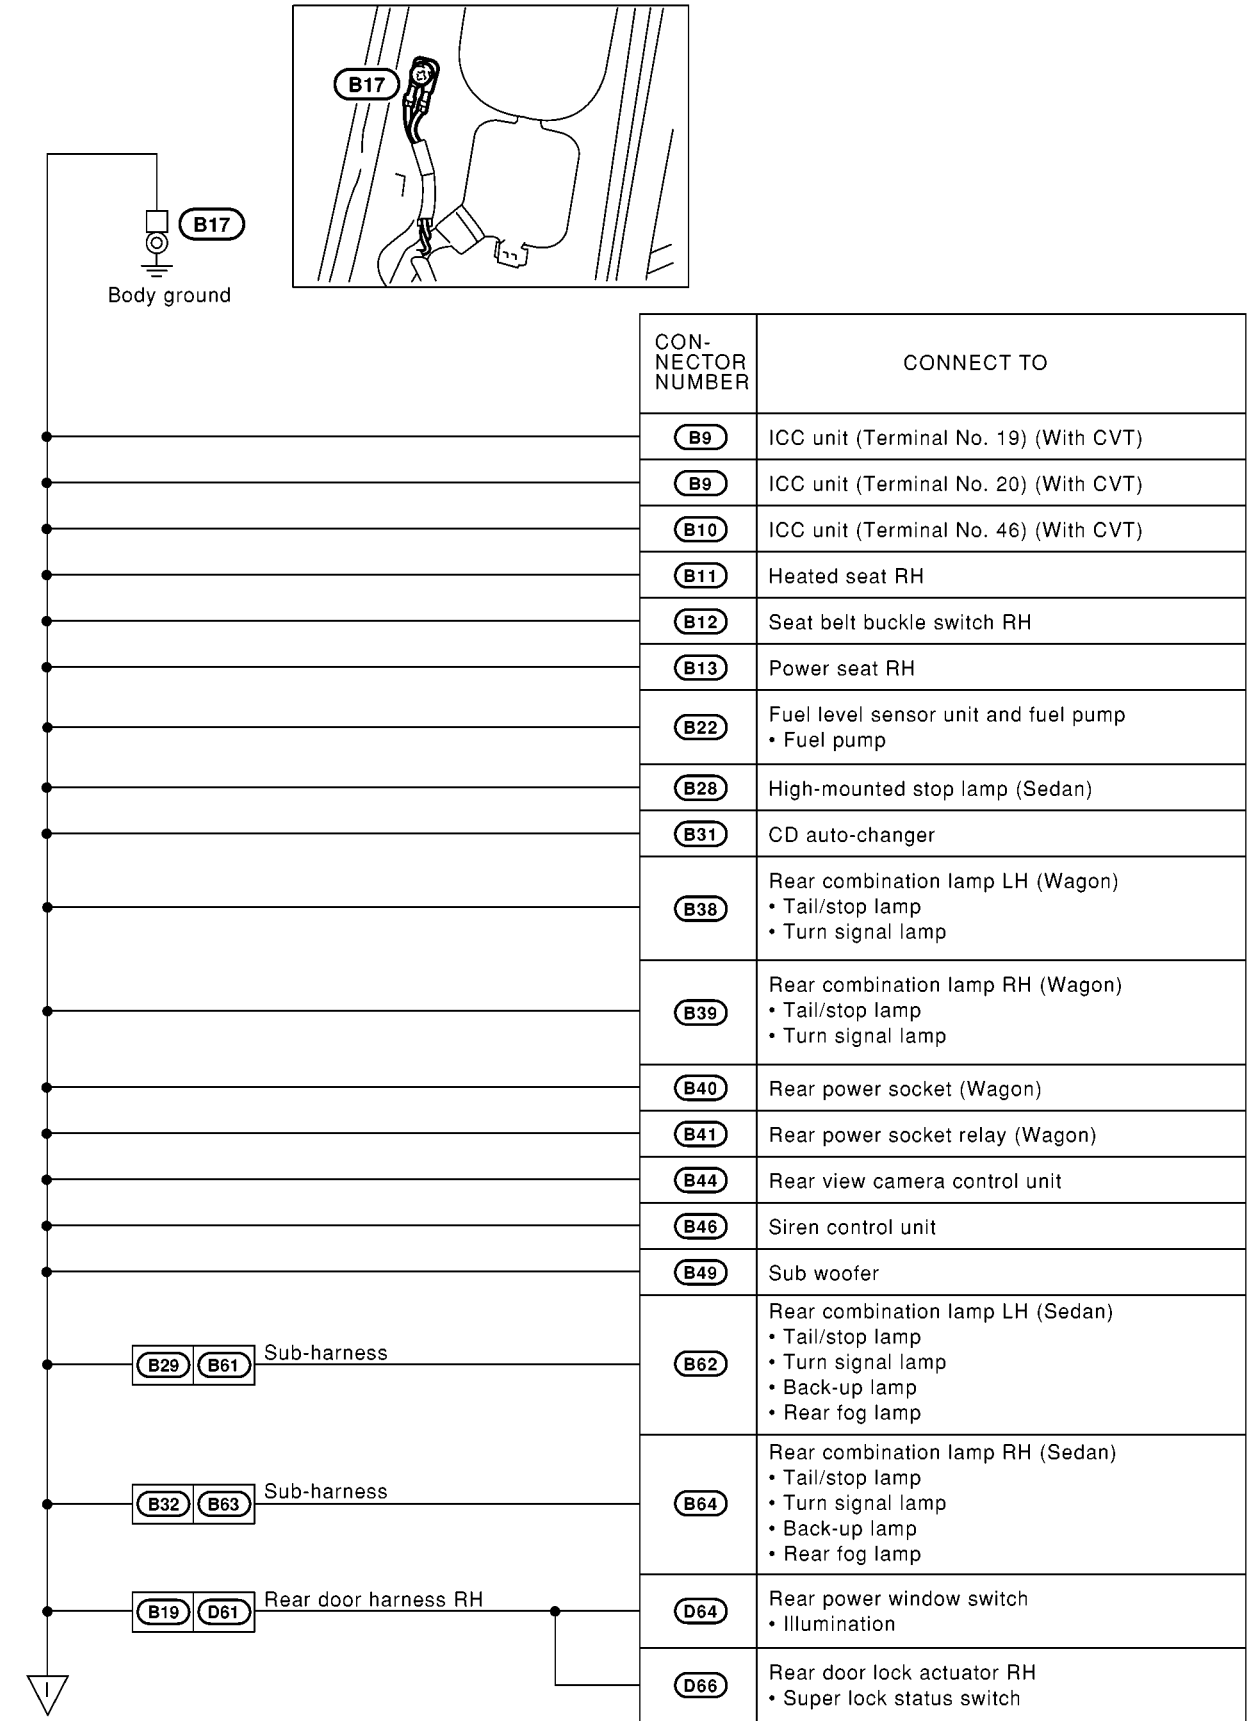 B17
B17
Body ground
CON-
NECTOR
NUMBER
CONNECT TO
B9 ICC unit (Terminal No. 19) (With CVT)
B9 ICC unit (Terminal No. 20) (With CVT)
B10 ICC unit (Terminal No. 46) (With CVT)
B11 Heated seat RH
B12 Seat belt buckle switch RH
B13 Power seat RH
B22 Fuel level sensor unit and fuel pump
• Fuel pump
B28 High-mounted stop lamp (Sedan)
B31 CD auto-changer
B38 Rear combination lamp LH (Wagon)
• Tail/stop lamp
• Turn signal lamp
B39 Rear combination lamp RH (Wagon)
• Tail/stop lamp
• Turn signal lamp
B40 Rear power socket (Wagon)
B41 Rear power socket relay (Wagon)
B44 Rear view camera control unit
B46 Siren control unit
B49 Sub woofer
B29 B61 Sub-harness
B62 Rear combination lamp LH (Sedan)
• Tail/stop lamp
• Turn signal lamp
• Back-up lamp
• Rear fog lamp
B32 B63 Sub-harness
B64 Rear combination lamp RH (Sedan)
• Tail/stop lamp
• Turn signal lamp
• Back-up lamp
• Rear fog lamp
B19 D61 Rear door harness RH
D64 Rear power window switch
• Illumination
D66 Rear door lock actuator RH
• Super lock status switch
I